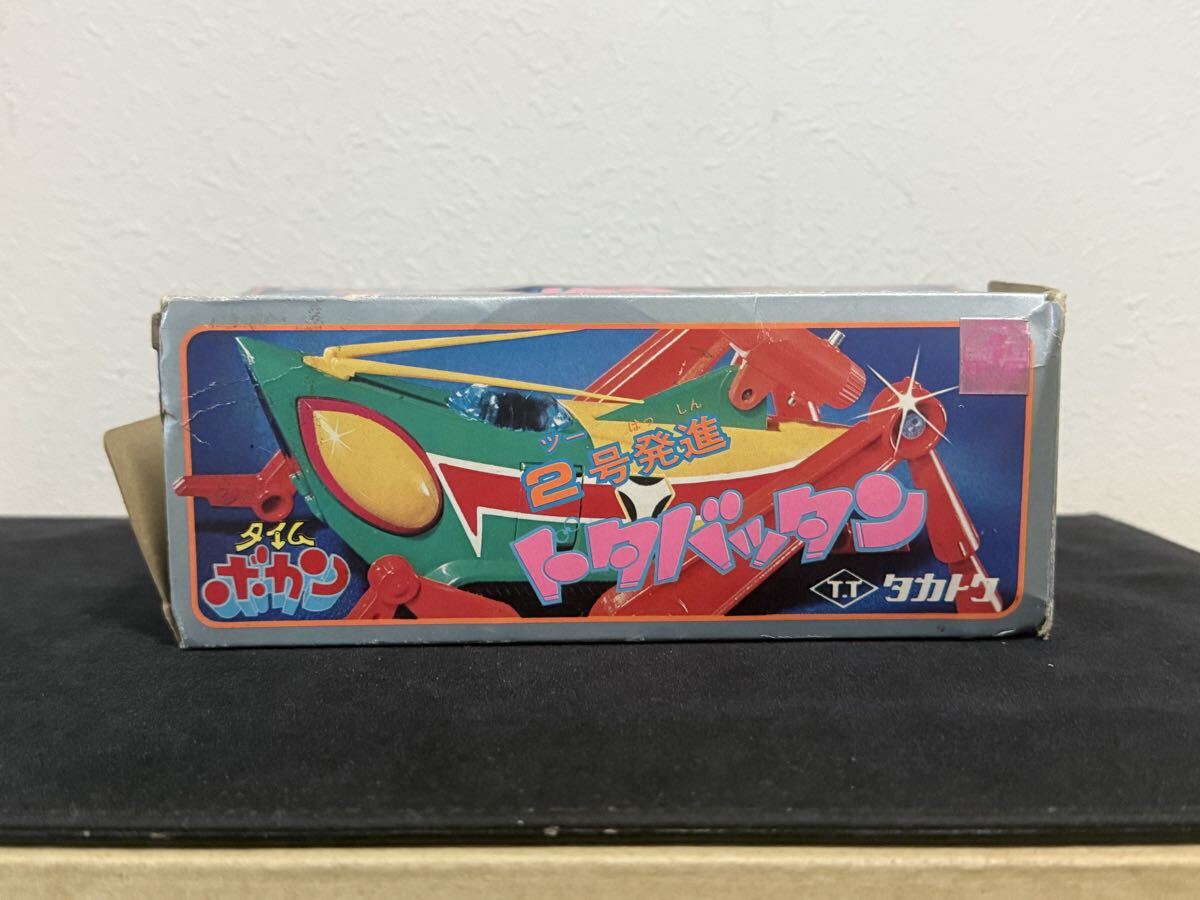 ツー はっしん
2号発進
ドタバッタン
タイム
ボカン
T.T タカトク